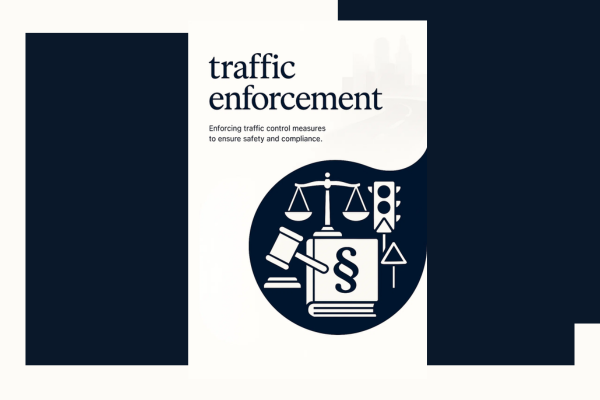 traffic
enforcement
Enforcing traffic control measures
to ensure safety and compliance.
§